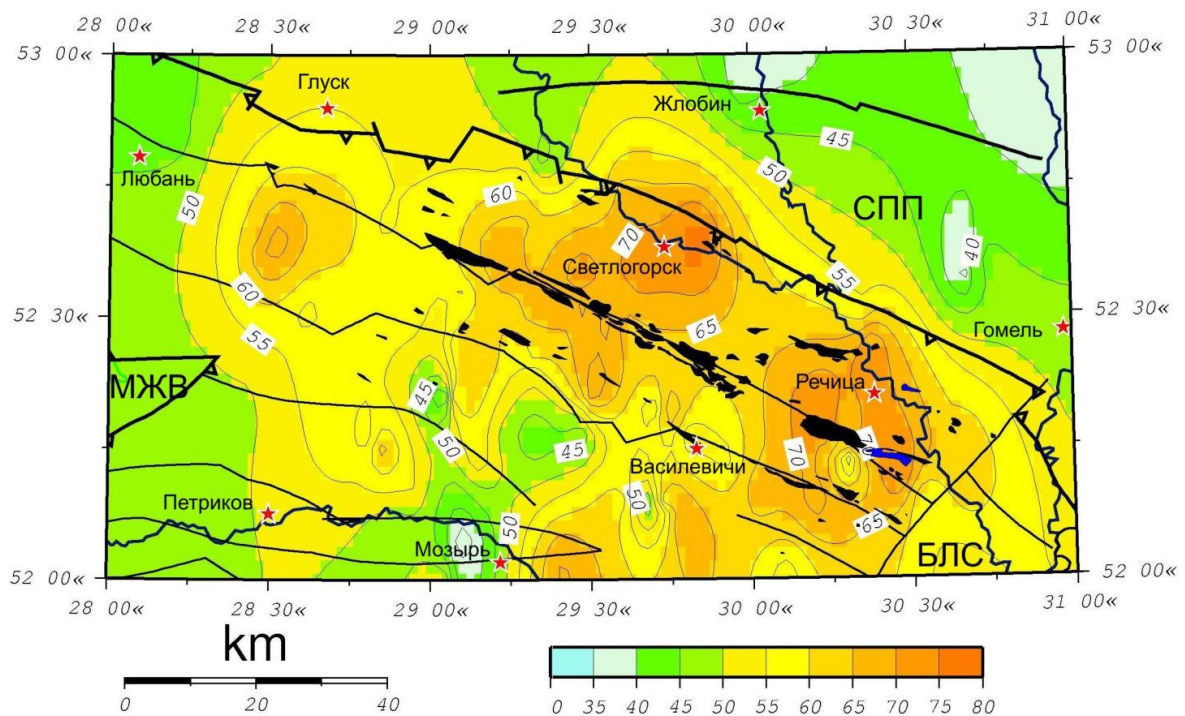 28 00« 28 30« 29 00« 29 30« 30 00« 30 30« 31 00«
53 00« 53 00«
Глуск
Жлобин
45
Любань
50
50
60
СПП
70
40
Светлогорск
55
60
52 30« 52 30«
65
Гомель
55
МЖВ
45
Речица
50
45
Василевичи
70
70
Петриков
50
50
65
Мозырь
БЛС
52 00« 52 00«
28 00« 28 30« 29 00« 29 30« 30 00« 30 30« 31 00«
km
0 20 40
0 35 40 45 50 55 60 65 70 75 80